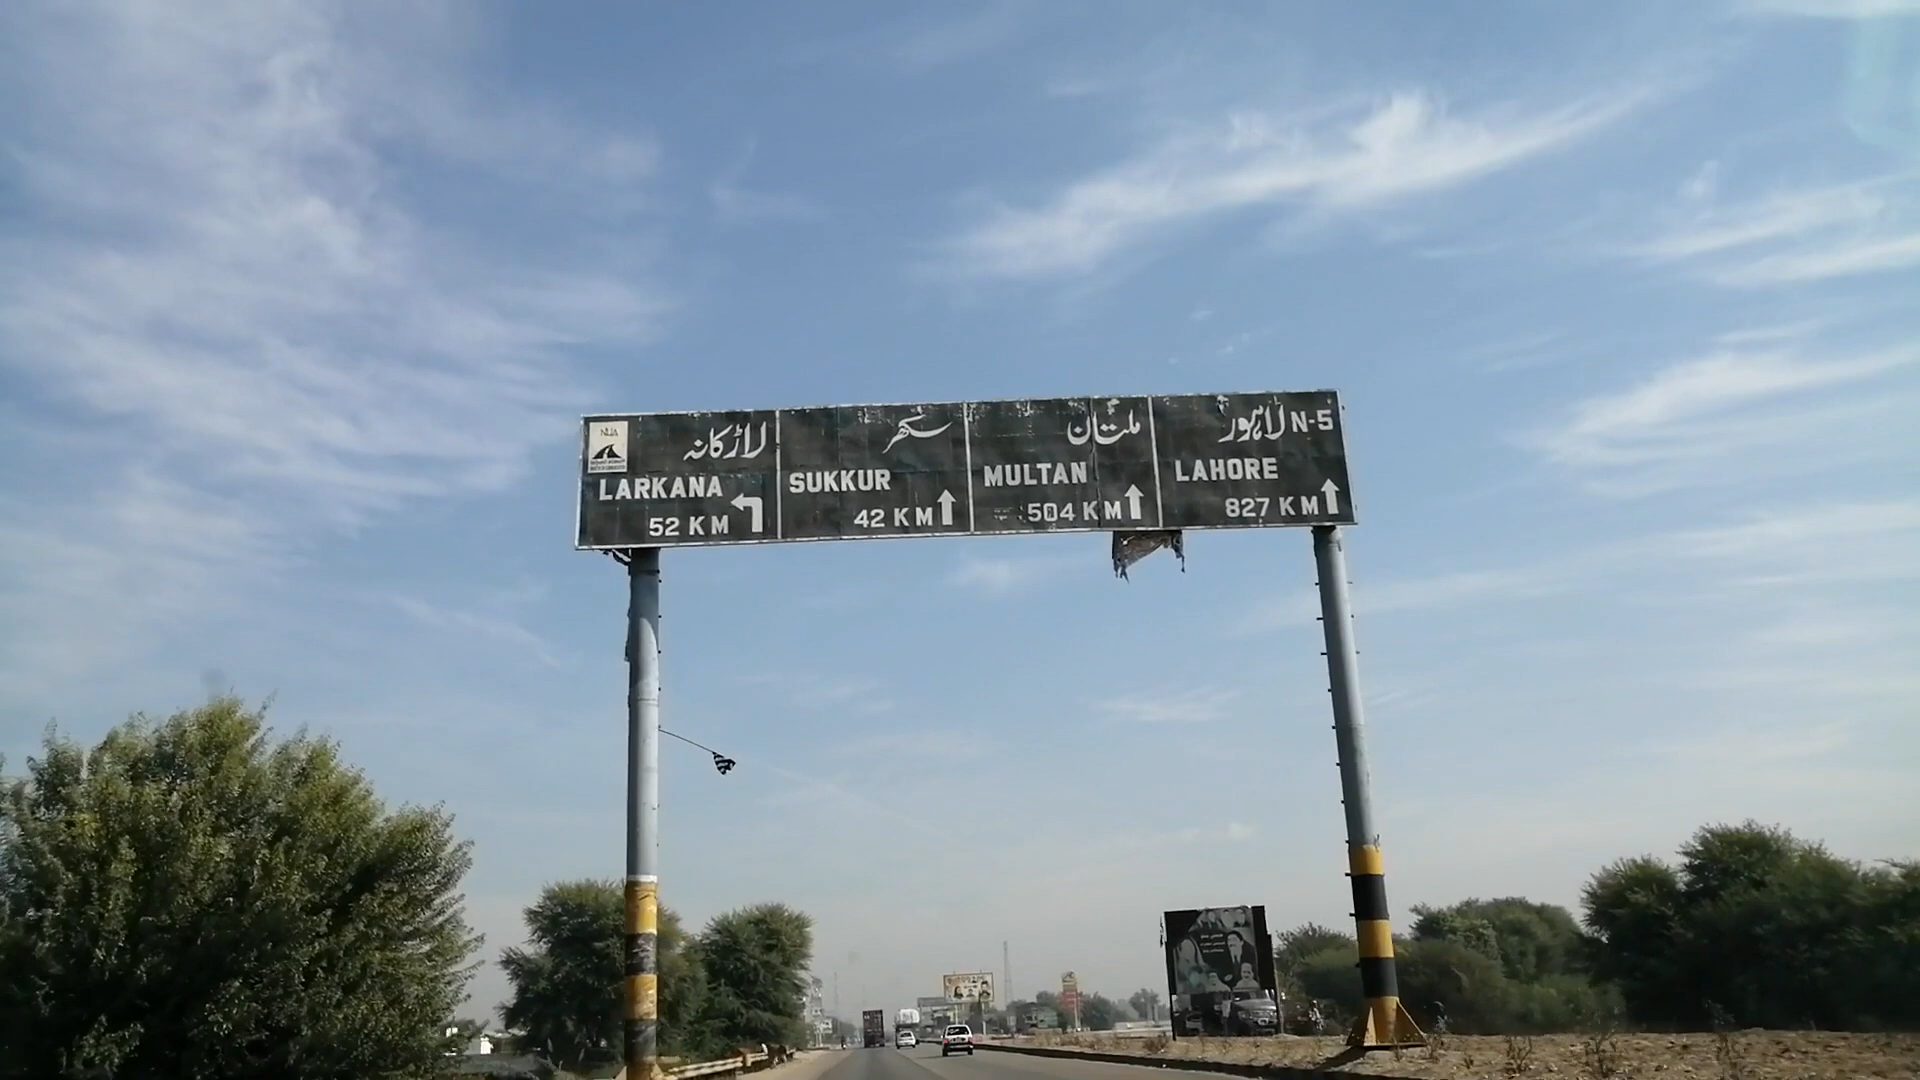 NHA
لاڑکانہ
LARKANA
52 KM
سکھر
SUKKUR
42 KM
ملتان
MULTAN
504 KM
لاہور N-5
LAHORE
827 KM